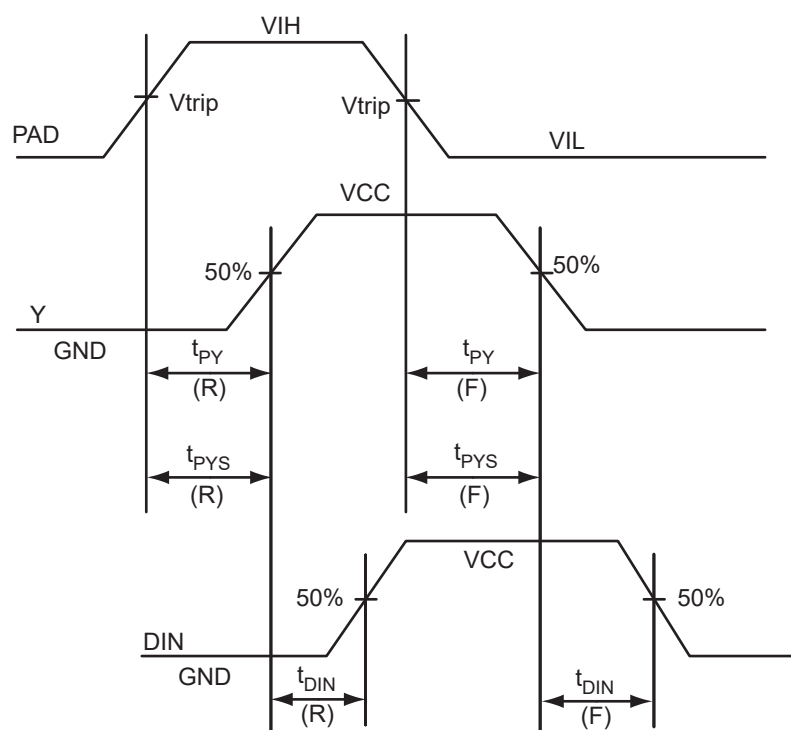 VIH
Vtrip
Vtrip
PAD
VIL
VCC
50%
50%
Y
GND
tPY
(R)
tPY
(F)
tPYS
(R)
tPYS
(F)
VCC
50%
50%
DIN
GND
tDIN
(R)
tDIN
(F)